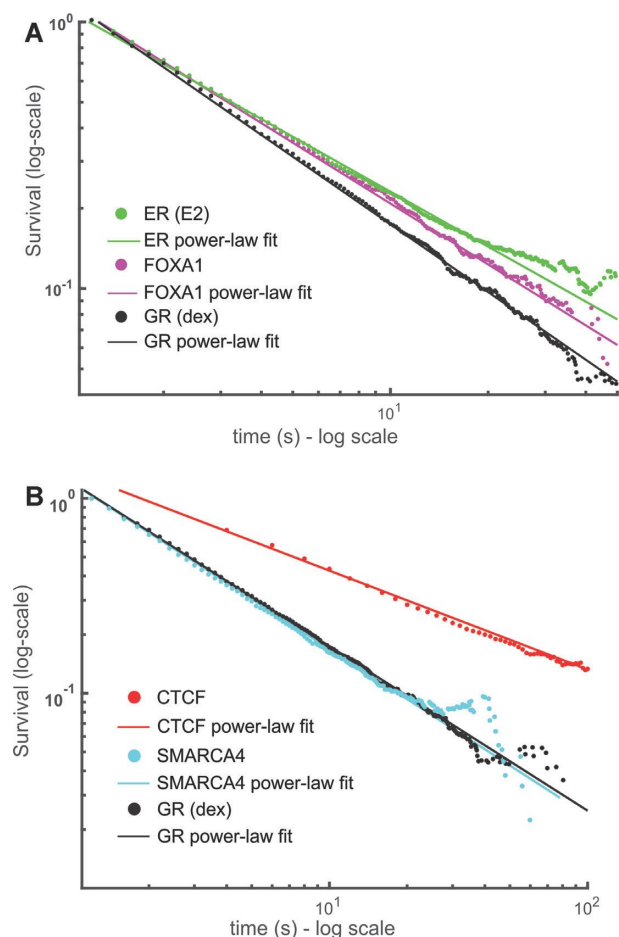 A
10⁰
Survival (log-scale)
ER (E2)
ER power-law fit
FOXA1
FOXA1 power-law fit
GR (dex)
GR power-law fit
10⁻¹
10¹
time (s) - log scale
B
10⁰
Survival (log-scale)
10⁻¹
CTCF
CTCF power-law fit
SMARCA4
SMARCA4 power-law fit
GR (dex)
GR power-law fit
10¹
10²
time (s) - log scale